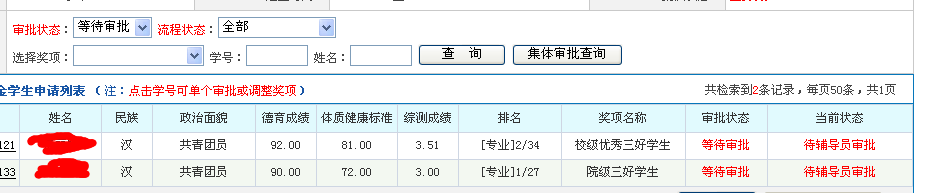 审批状态： 等待审批 流程状态： 全部
选择奖项： 学号： 姓名： 查 询 集体审批查询
金学生申请列表 （注：点击学号可单个审批或调整奖项） 共检索到2条记录，每页50条，共1页
姓名 民族 政治面貌 德育成绩 体质健康标准 综测成绩 排名 奖项名称 审批状态 当前状态
121 汉 共青团员 92.00 81.00 3.51 [专业]2/34 校级优秀三好学生 等待审批 待辅导员审批
133 汉 共青团员 90.00 72.00 3.00 [专业]1/27 院级三好学生 等待审批 待辅导员审批